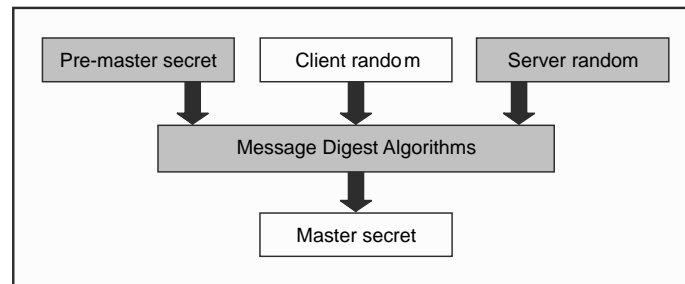 Pre-master secret
Client random
Server random
Message Digest Algorithms
Master secret